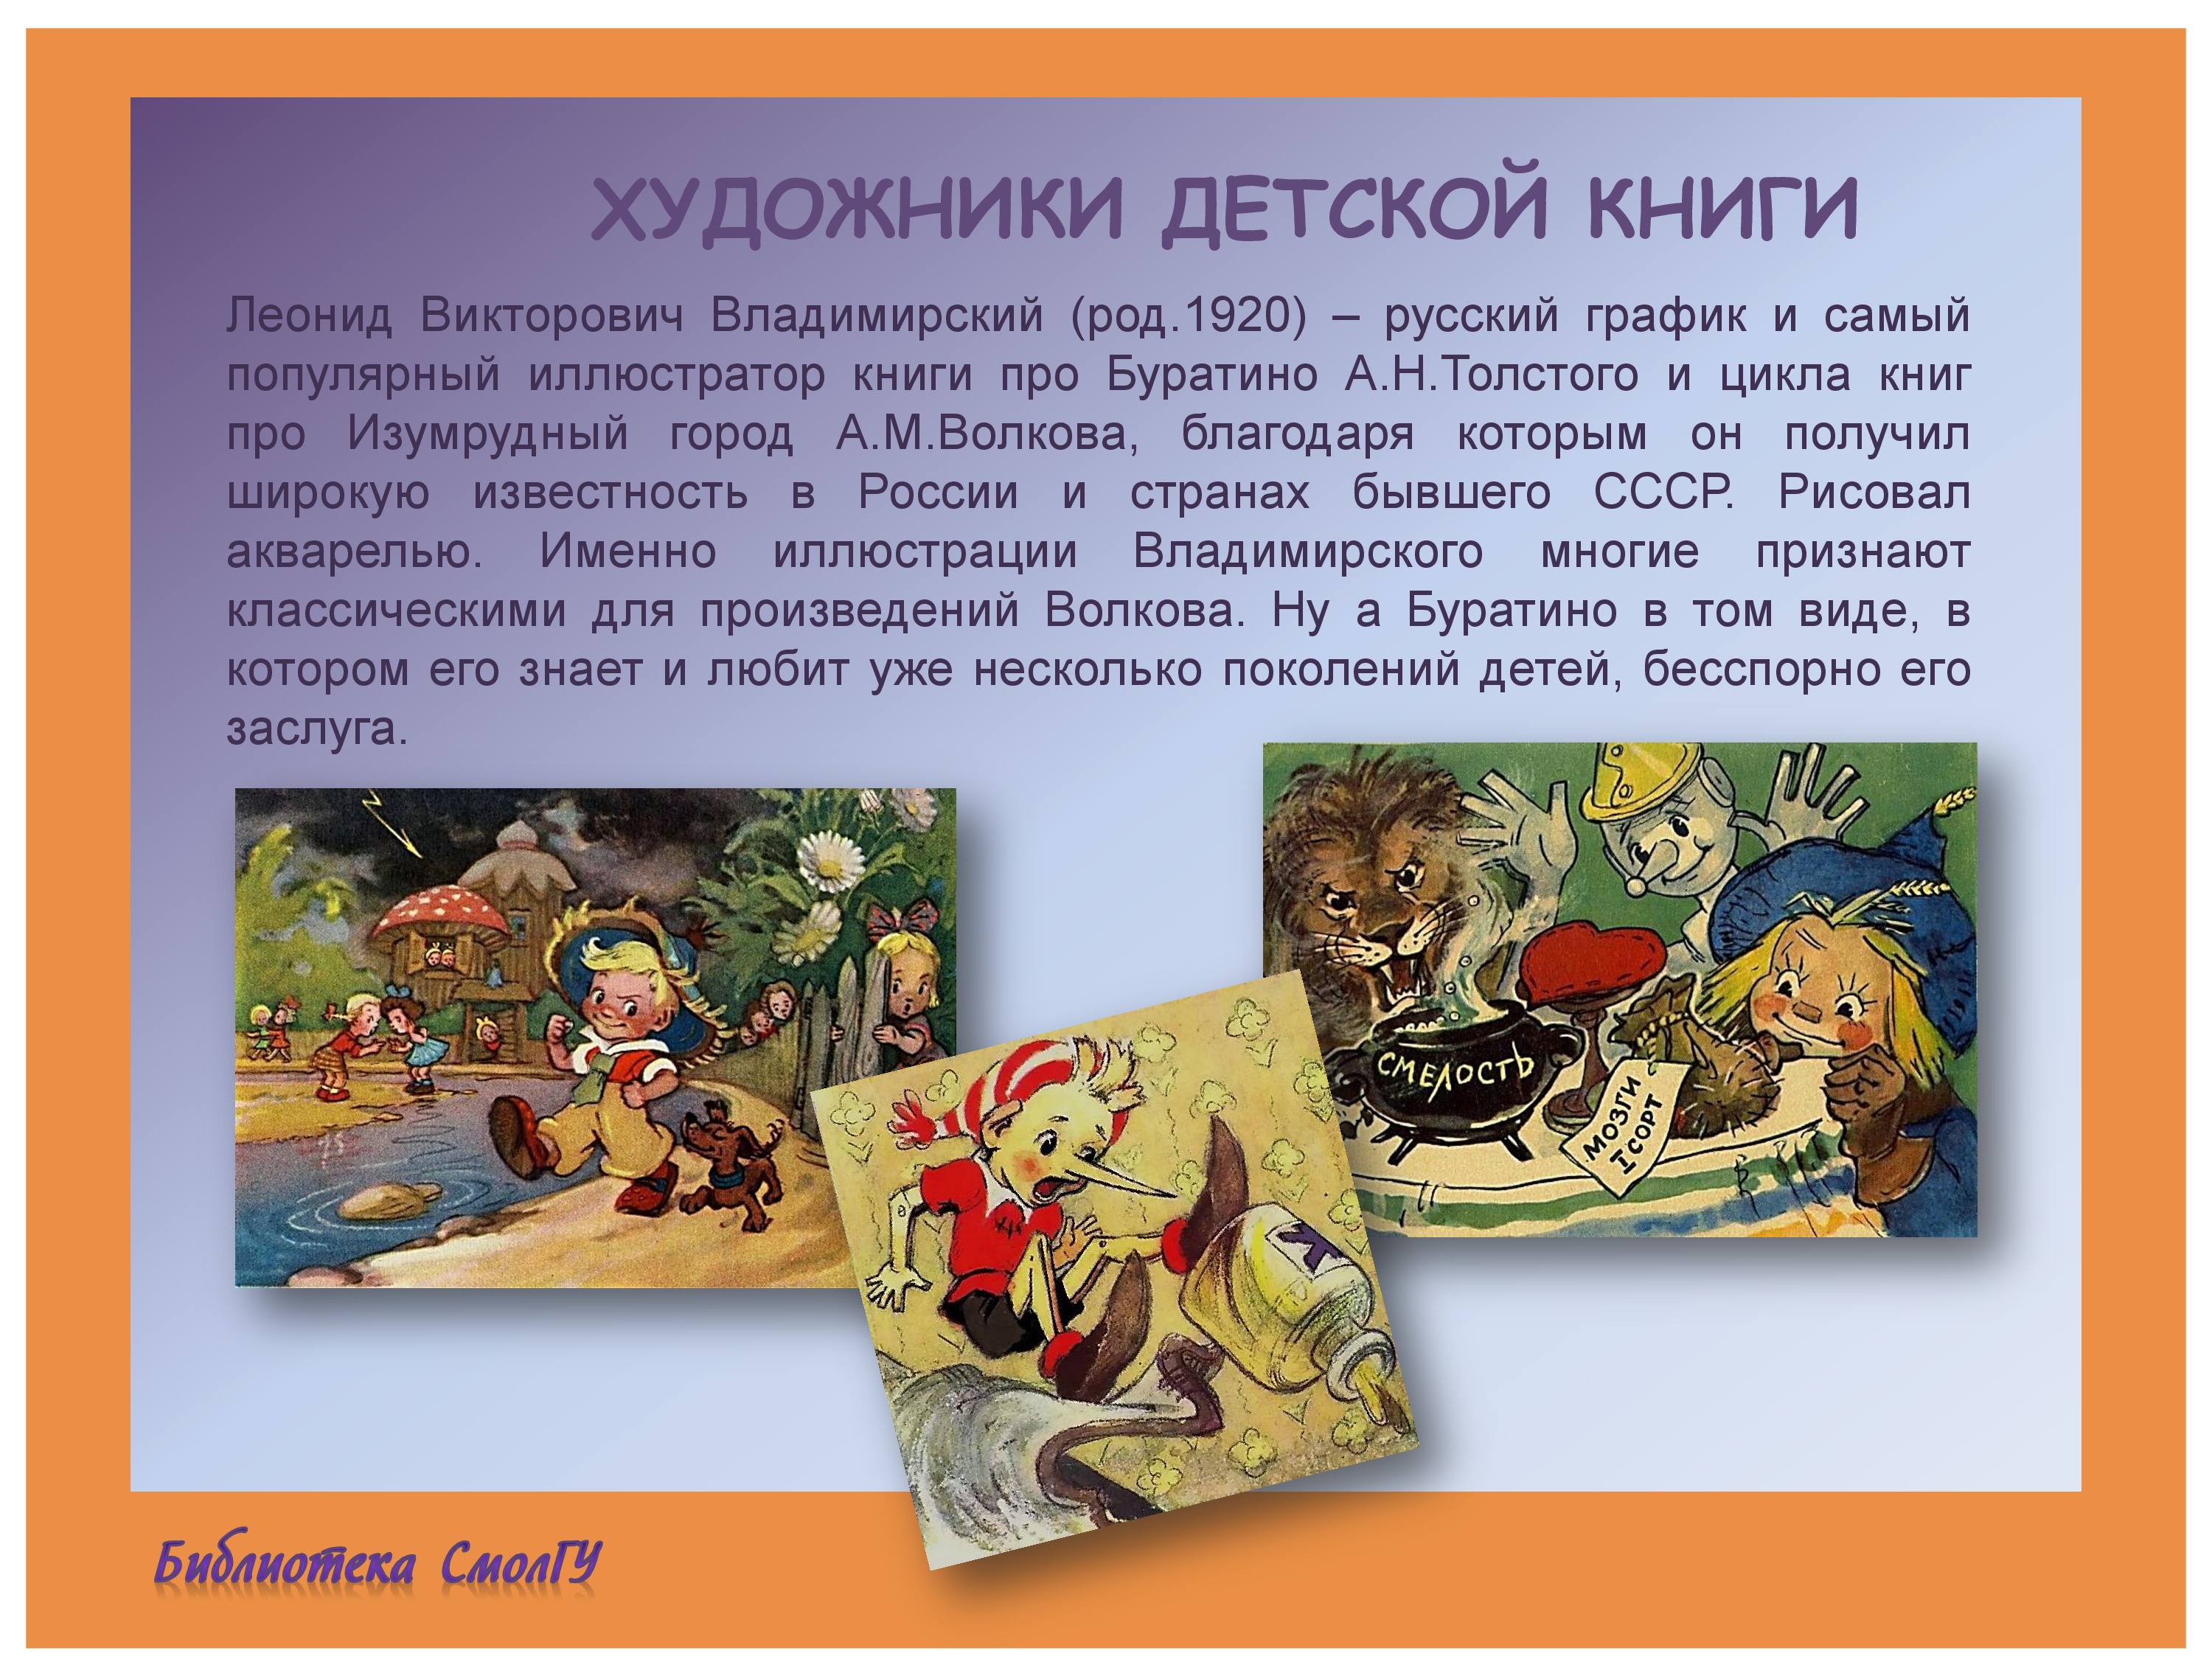 ХУДОЖНИКИ ДЕТСКОЙ КНИГИ
Леонид Викторович Владимирский (род.1920) – русский график и самый
популярный иллюстратор книги про Буратино А.Н.Толстого и цикла книг
про Изумрудный город А.М.Волкова, благодаря которым он получил
широкую известность в России и странах бывшего СССР. Рисовал
акварелью. Именно иллюстрации Владимирского многие признают
классическими для произведений Волкова. Ну а Буратино в том виде, в
котором его знает и любит уже несколько поколений детей, бесспорно его
заслуга.
СМЕЛОСТЬ
МОЗГИ
I СОРТ
Библиотека СмолГУ